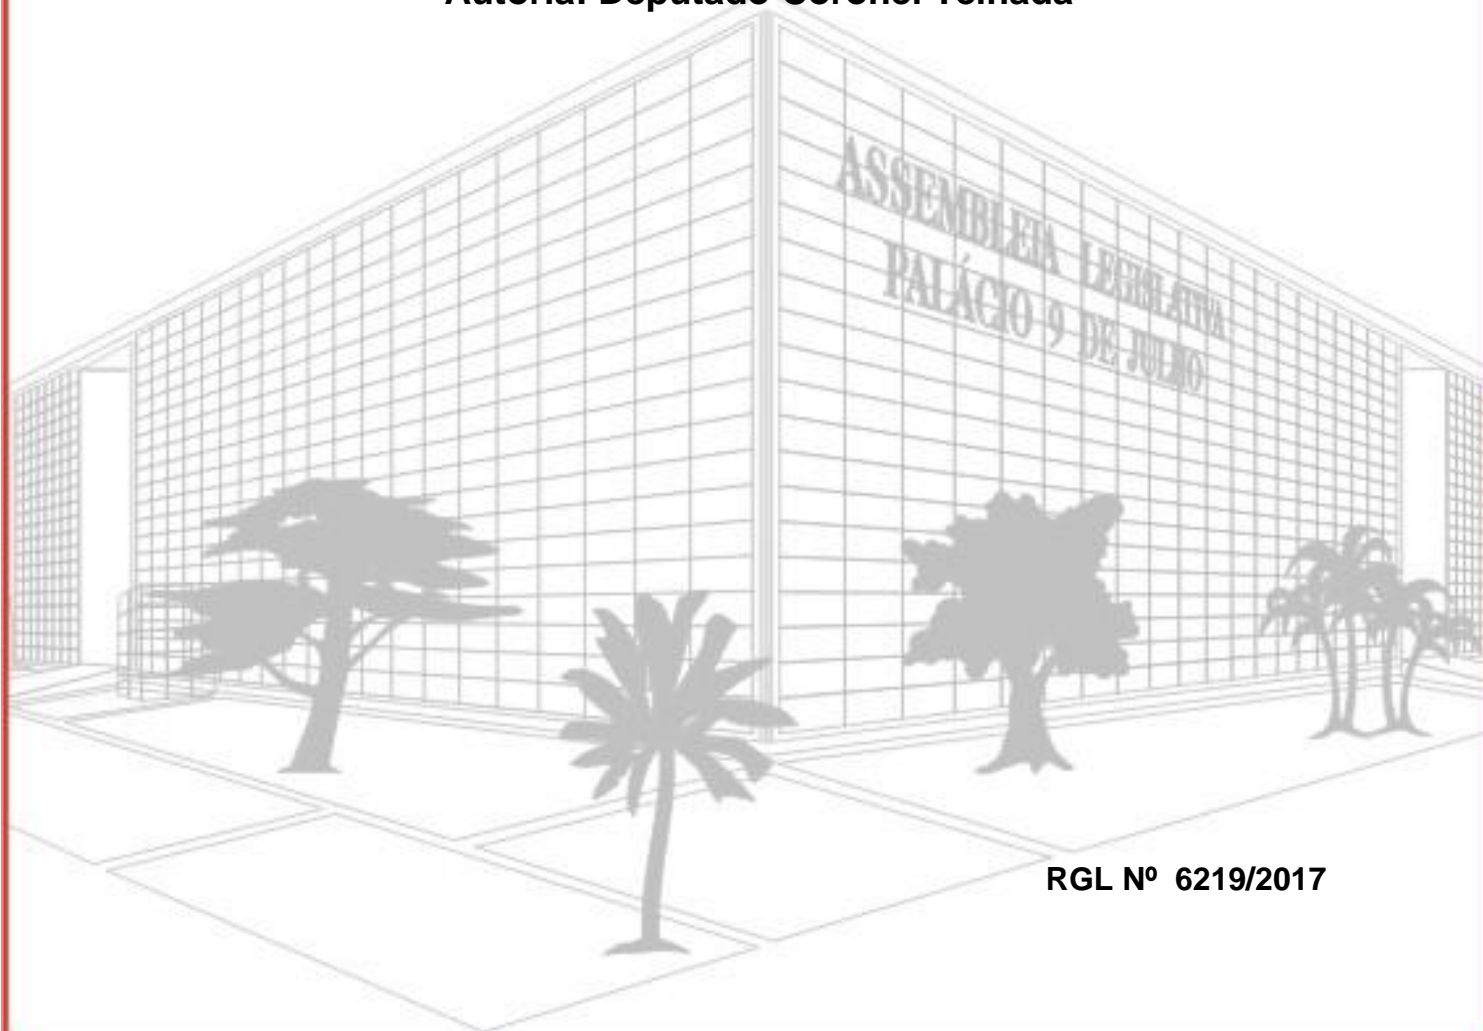 Autoria: Deputado Coronel Telhada
ASSEMBLEIA LEGISLATIVA
PALÁCIO 9 DE JULHO
RGL Nº 6219/2017